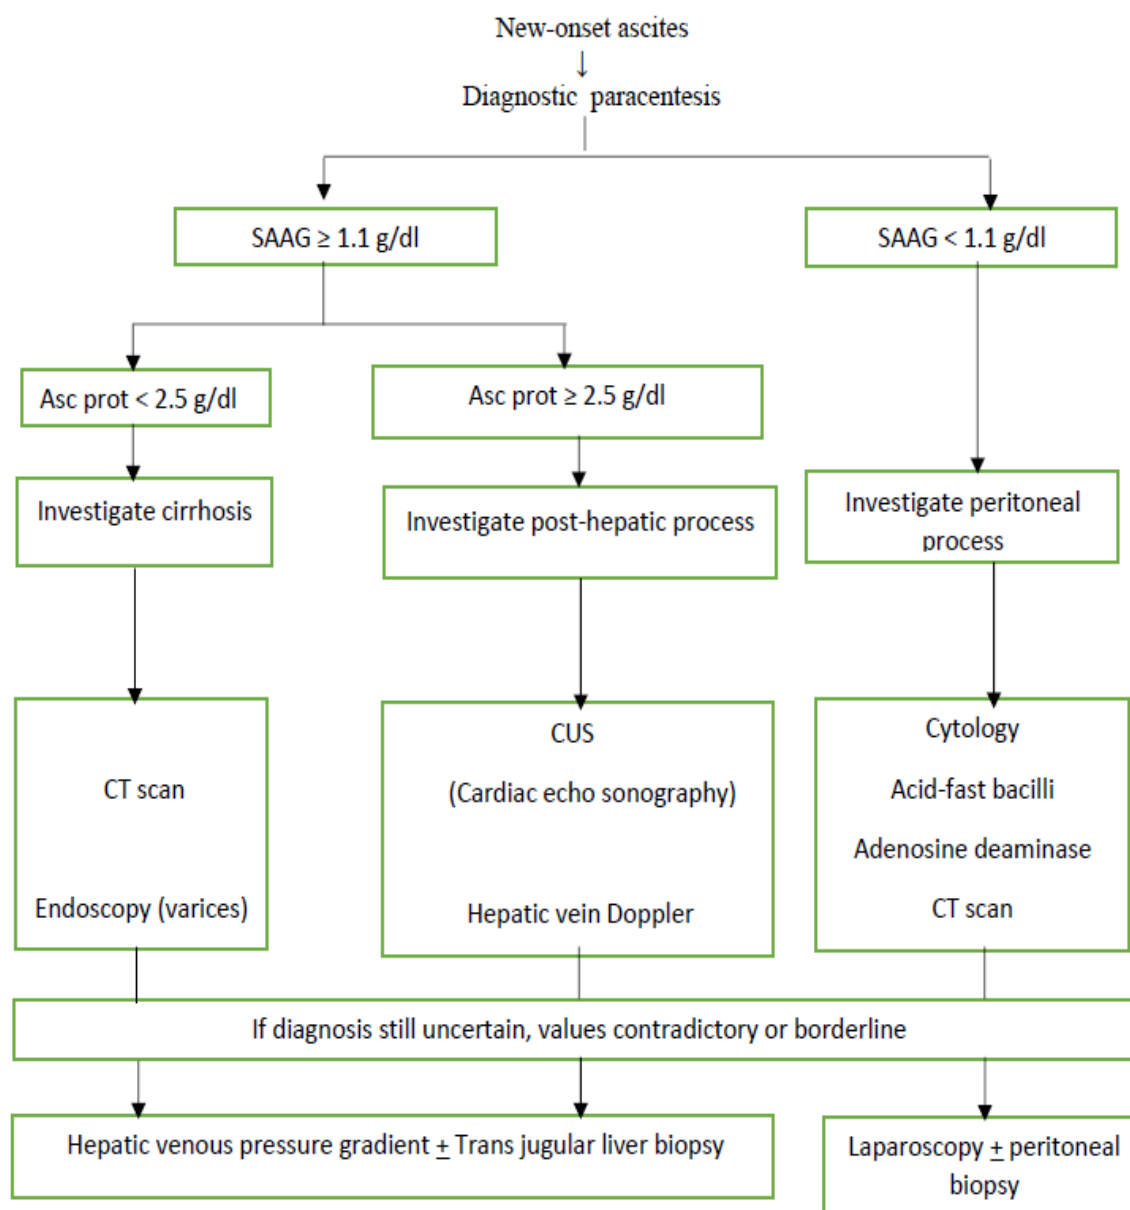 New-onset ascites
↓
Diagnostic paracentesis
SAAG ≥ 1.1 g/dl
SAAG < 1.1 g/dl
Asc prot < 2.5 g/dl
Asc prot ≥ 2.5 g/dl
Investigate cirrhosis
Investigate post-hepatic process
Investigate peritoneal
process
CT scan
Endoscopy (varices)
CUS
(Cardiac echo sonography)
Hepatic vein Doppler
Cytology
Acid-fast bacilli
Adenosine deaminase
CT scan
If diagnosis still uncertain, values contradictory or borderline
Hepatic venous pressure gradient ± Trans jugular liver biopsy
Laparoscopy ± peritoneal
biopsy